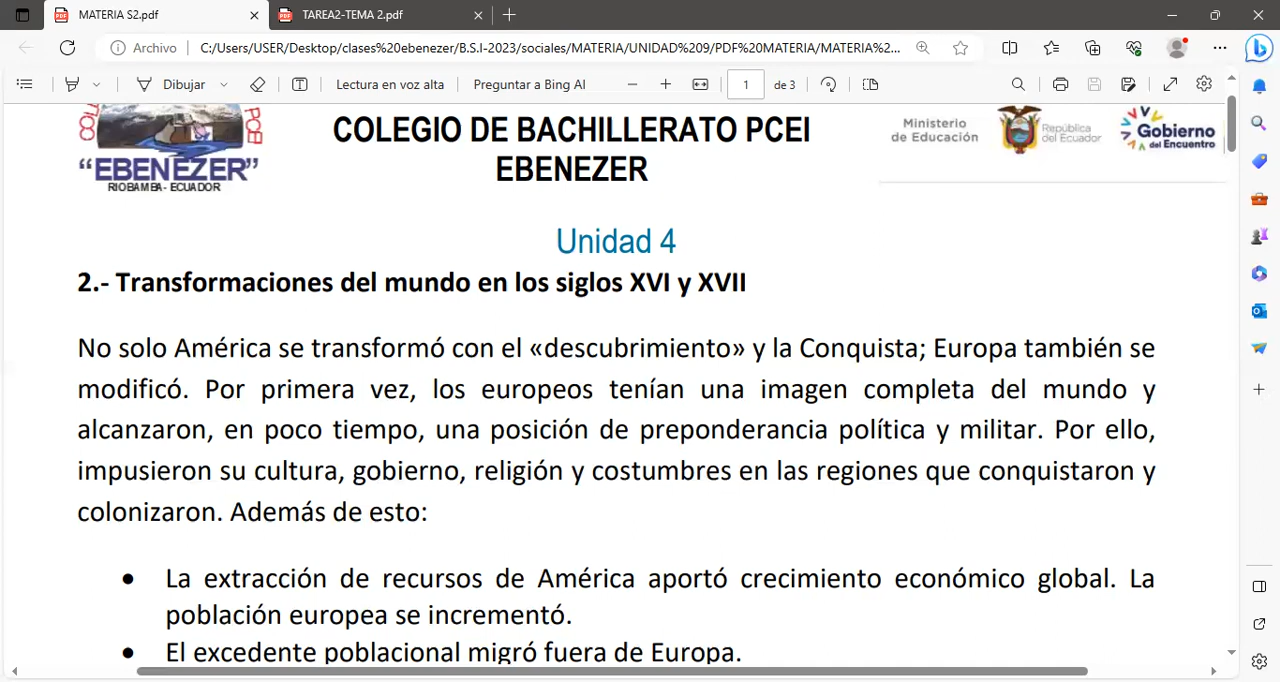 MATERIA S2.pdf
TAREA2-TEMA 2.pdf
Archivo
C:/Users/USER/Desktop/clases%20ebenezer/B.S.I-2023/sociales/MATERIA/UNIDAD%209/PDF%20MATERIA/MATERIA%2...
Dibujar
Lectura en voz alta
Preguntar a Bing AI
1
de 3
PCEI
"EBENEZER"
RIOBAMBA - ECUADOR
COLEGIO DE BACHILLERATO PCEI
EBENEZER
Ministerio
de Educación
República
del Ecuador
Gobierno
del Encuentro
Unidad 4
2.- Transformaciones del mundo en los siglos XVI y XVII
No solo América se transformó con el «descubrimiento» y la Conquista; Europa también se
modificó. Por primera vez, los europeos tenían una imagen completa del mundo y
alcanzaron, en poco tiempo, una posición de preponderancia política y militar. Por ello,
impusieron su cultura, gobierno, religión y costumbres en las regiones que conquistaron y
colonizaron. Además de esto:
• La extracción de recursos de América aportó crecimiento económico global. La
población europea se incrementó.
• El excedente poblacional migró fuera de Europa.